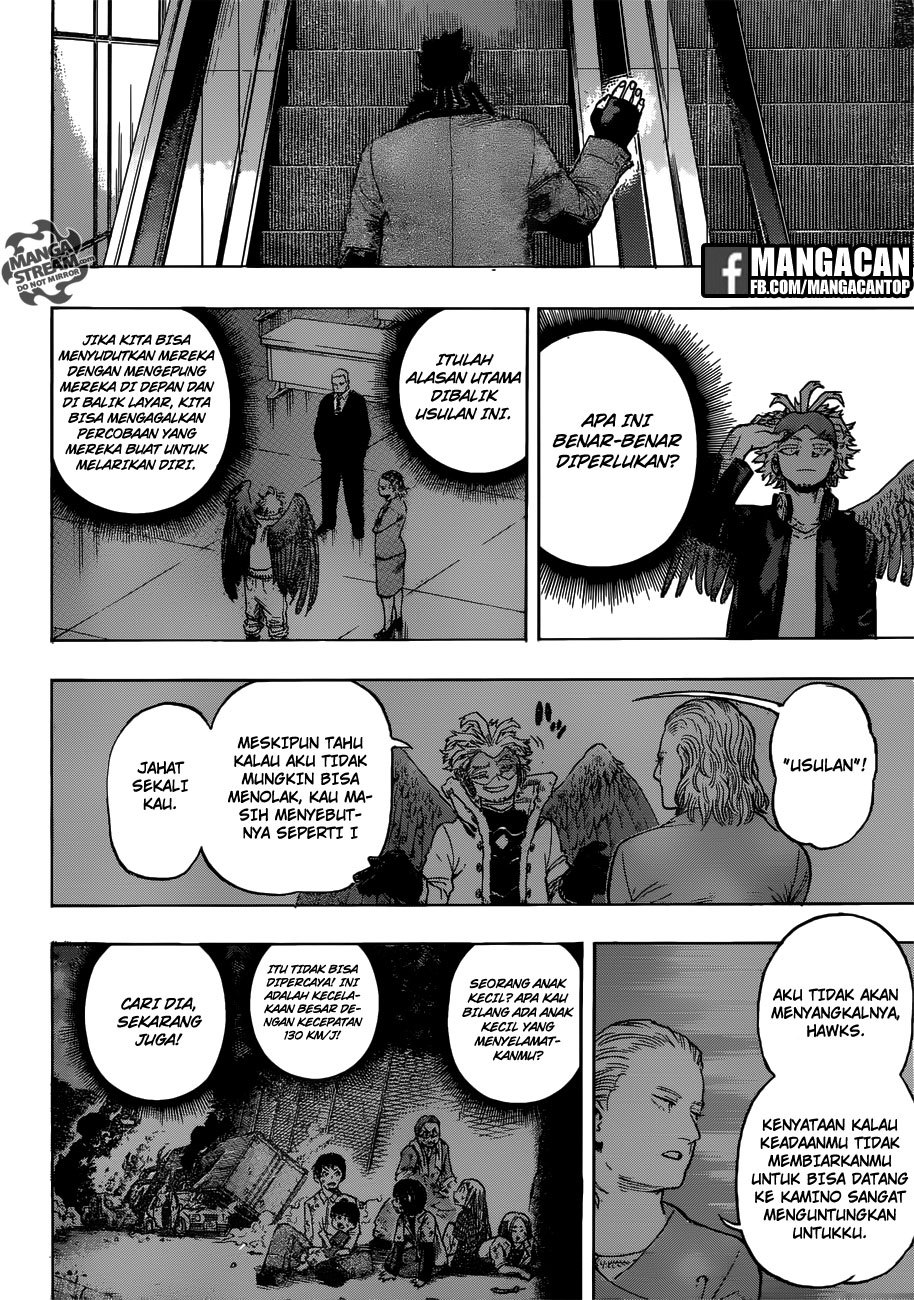 MANGA
STREAM.com
DO NOT MIRROR
MANGACAN
FB.COM/MANGACANTOP
APA INI
BENAR-BENAR
DIPERLUKAN?
ITULAH
ALASAN UTAMA
DIBALIK
USULAN INI.
JIKA KITA BISA
MENYUDUTKAN MEREKA
DENGAN MENGEPUNG
MEREKA DI DEPAN DAN
DI BALIK LAYAR, KITA
BISA MENGAGALKAN
PERCOBAAN YANG
MEREKA BUAT UNTUK
MELARIKAN DIRI.
"USULAN"!
MESKIPUN TAHU
KALAU AKU TIDAK
MUNGKIN BISA
MENOLAK, KAU MA-
SIH MENYEBUT-
NYA SEPERTI I
JAHAT
SEKALI
KAU.
AKU TIDAK AKAN
MENYANGKALNYA,
HAWKS.
KENYATAAN KALAU
KEADAANMU TIDAK
MEMBIARKANMU
UNTUK BISA DATANG
KE KAMINO SANGAT
MENGUNTUNGKAN
UNTUKKU.
SEORANG ANAK
KECIL? APA KAU
BILANG ADA ANAK
KECIL YANG
MENYELAMAT-
KANMU?
ITU TIDAK BISA
DIPERCAYA! INI
ADALAH KECELA-
KAAN BESAR DE-
NGAN KECEPATAN
130 KM/J!
CARI DIA,
SEKARANG
JUGA!